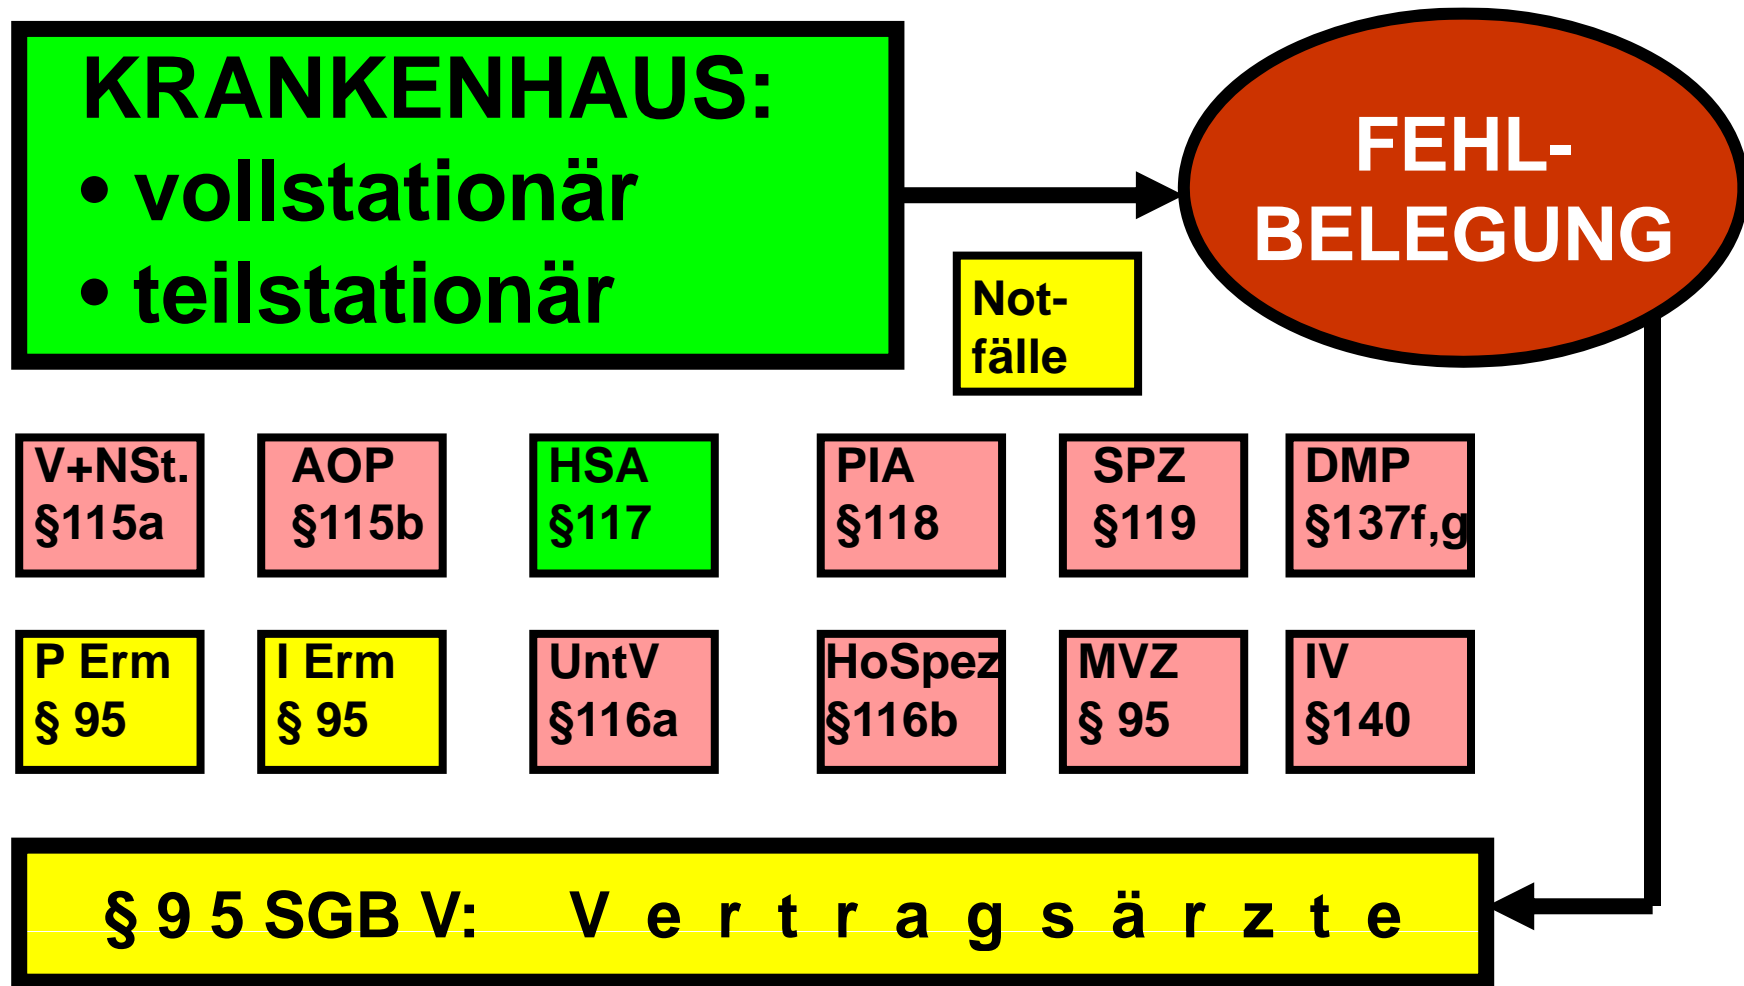 KRANKENHAUS:
• vollstationär
• teilstationär
FEHL-
BELEGUNG
Not-
fälle
V+NSt.
§115a
AOP
§115b
HSA
§117
PIA
§118
SPZ
§119
DMP
§137f,g
P Erm
§ 95
I Erm
§ 95
UntV
§116a
HoSpez
§116b
MVZ
§ 95
IV
§140
§ 9 5 SGB V: V e r t r a g s ä r z t e